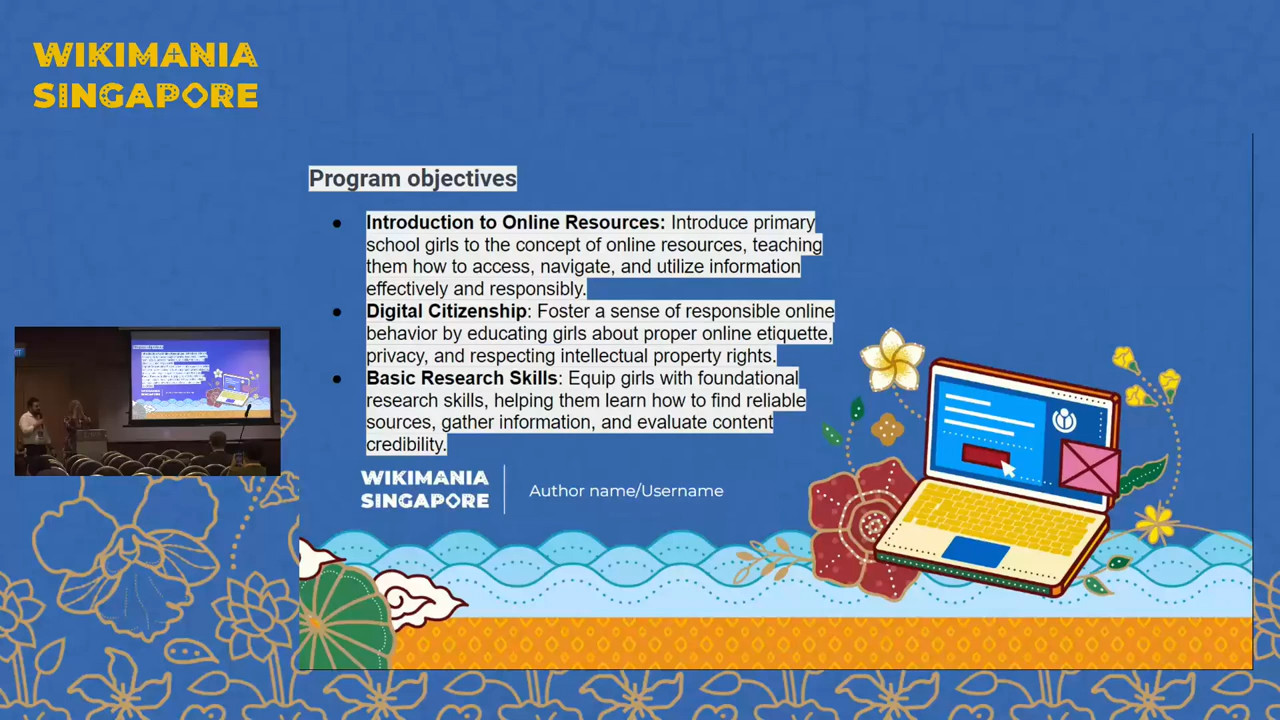 WIKIMANIA
SINGAPORE
Program objectives
● Introduction to Online Resources: Introduce primary
school girls to the concept of online resources, teaching
them how to access, navigate, and utilize information
effectively and responsibly.
● Digital Citizenship: Foster a sense of responsible online
behavior by educating girls about proper online etiquette,
privacy, and respecting intellectual property rights.
● Basic Research Skills: Equip girls with foundational
research skills, helping them learn how to find reliable
sources, gather information, and evaluate content
credibility.
WIKIMANIA
SINGAPORE
Author name/Username